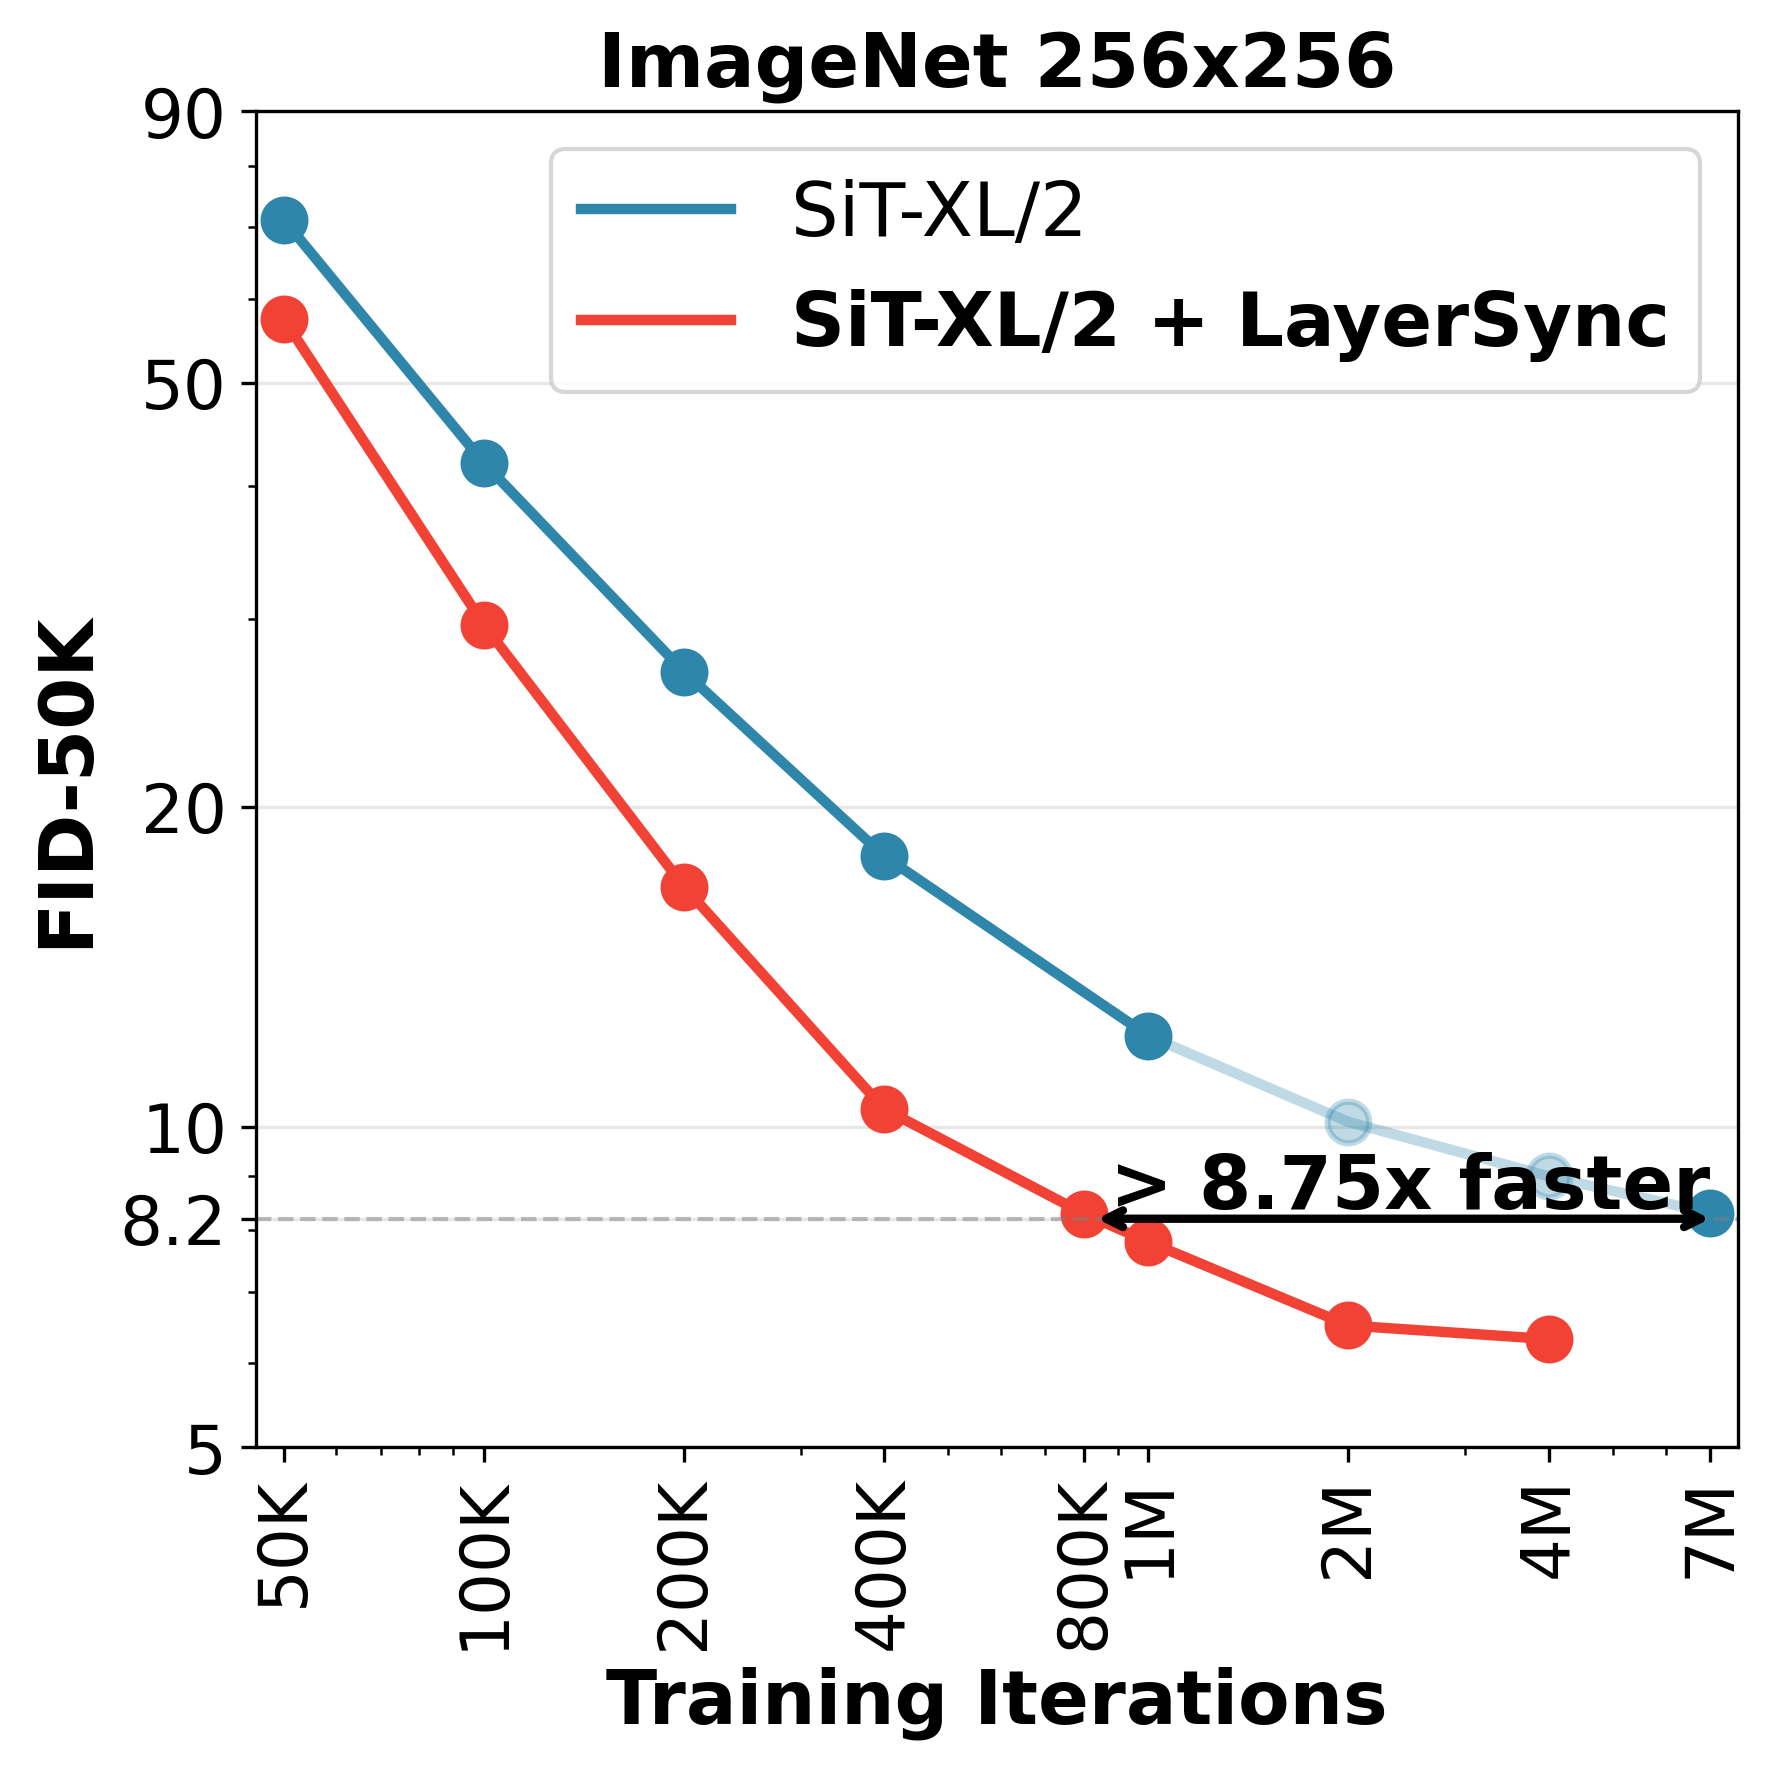 ImageNet 256x256
SiT-XL/2
SiT-XL/2 + LayerSync
FID-50K
90
50
20
10
8.2
5
> 8.75x faster
50K
100K
200K
400K
800K
1M
2M
4M
7M
Training Iterations